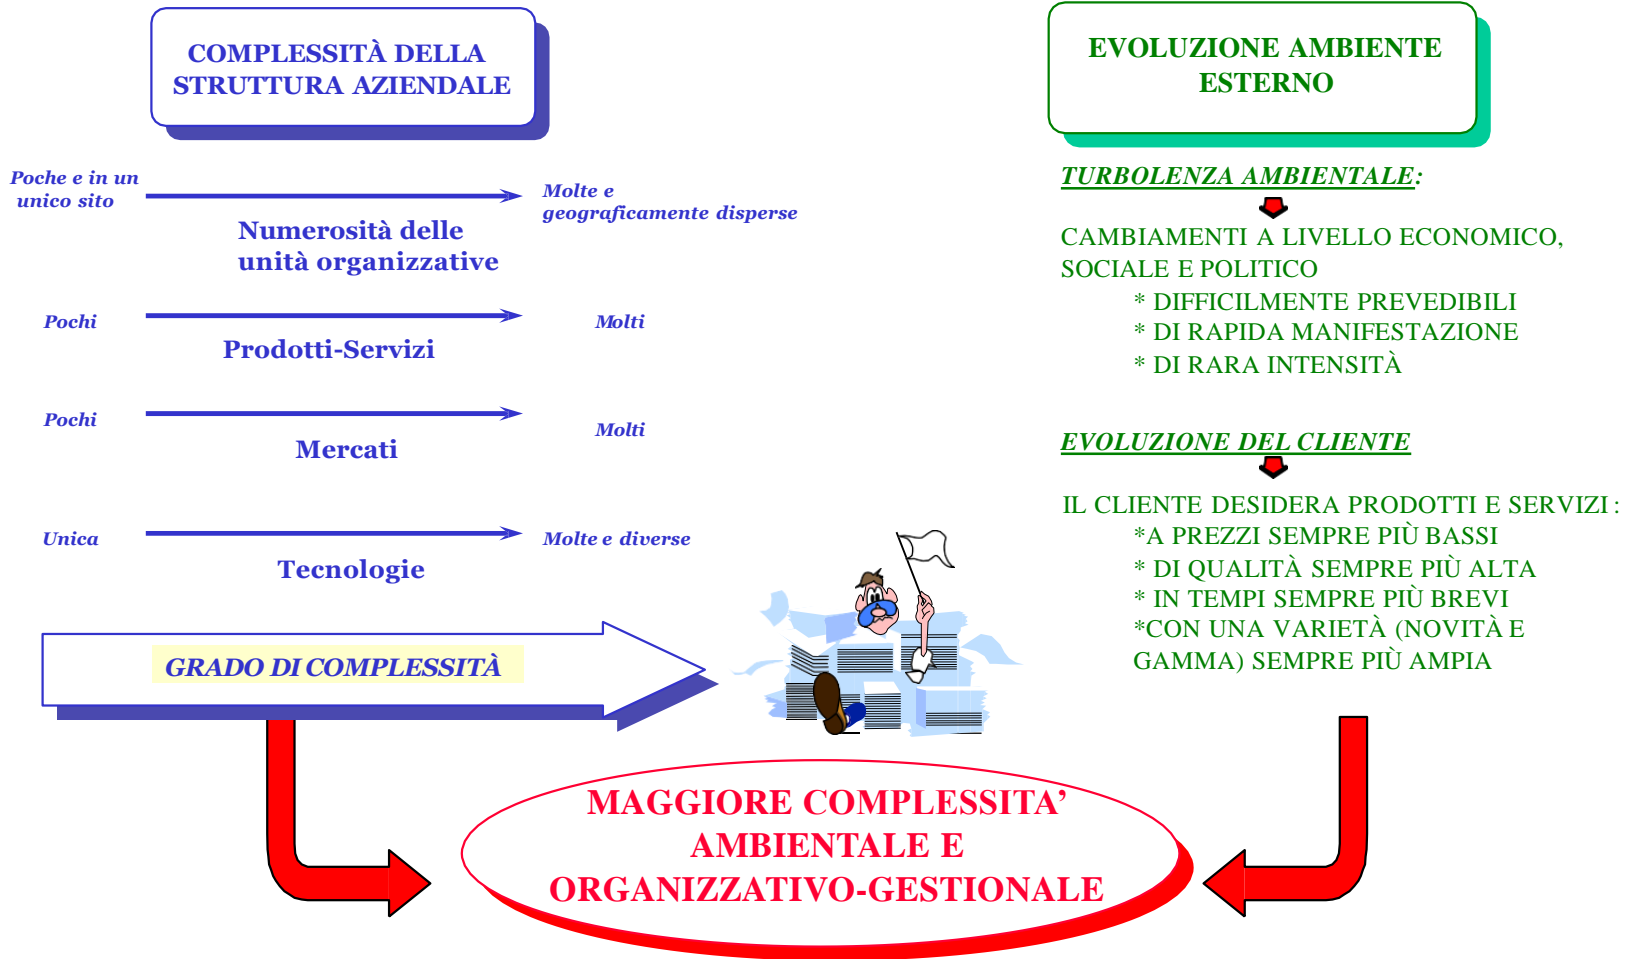 COMPLESSITÀ DELLA
STRUTTURA AZIENDALE
Poche e in un
unico sito
Molte e
geograficamente disperse
Numerosità delle
unità organizzative
Pochi
Molti
Prodotti-Servizi
Pochi
Molti
Mercati
Unica
Molte e diverse
Tecnologie
GRADO DI COMPLESSITÀ
EVOLUZIONE AMBIENTE
ESTERNO
TURBOLENZA AMBIENTALE:
CAMBIAMENTI A LIVELLO ECONOMICO,
SOCIALE E POLITICO
* DIFFICILMENTE PREVEDIBILI
* DI RAPIDA MANIFESTAZIONE
* DI RARA INTENSITÀ
EVOLUZIONE DEL CLIENTE
IL CLIENTE DESIDERA PRODOTTI E SERVIZI :
*A PREZZI SEMPRE PIÙ BASSI
* DI QUALITÀ SEMPRE PIÙ ALTA
* IN TEMPI SEMPRE PIÙ BREVI
*CON UNA VARIETÀ (NOVITÀ E
GAMMA) SEMPRE PIÙ AMPIA
MAGGIORE COMPLESSITA’
AMBIENTALE E
ORGANIZZATIVO-GESTIONALE